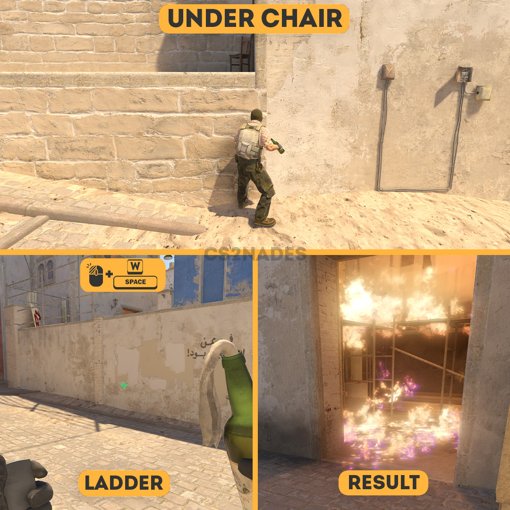 UNDER CHAIR
CS2NADES
W
SPACE
LADDER
RESULT